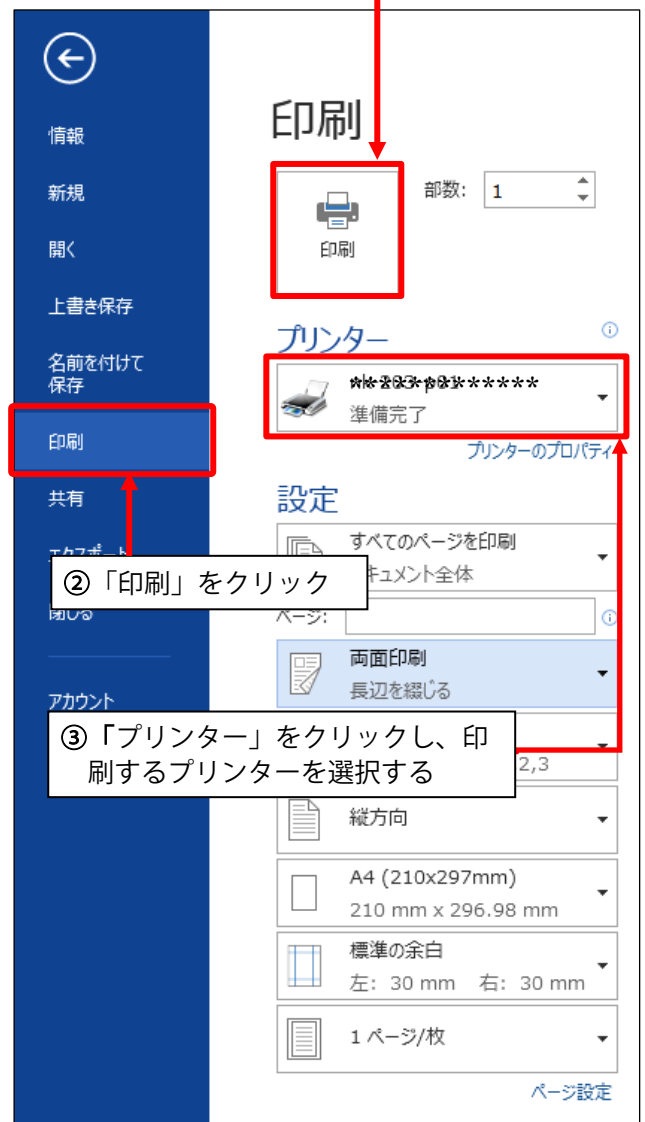 印刷
情報
新規
開く
上書き保存
名前を付けて
保存
印刷
共有
閉じる
アカウント
部数: 1
印刷
プリンター
準備完了
プリンターのプロパティ
設定
すべてのページを印刷
キュメント全体
ページ:
両面印刷
長辺を綴じる
2,3
縦方向
A4 (210x297mm)
210 mm x 296.98 mm
標準の余白
左: 30 mm 右: 30 mm
1 ページ/枚
ページ設定
②「印刷」をクリック
③「プリンター」をクリックし、印
刷するプリンターを選択する